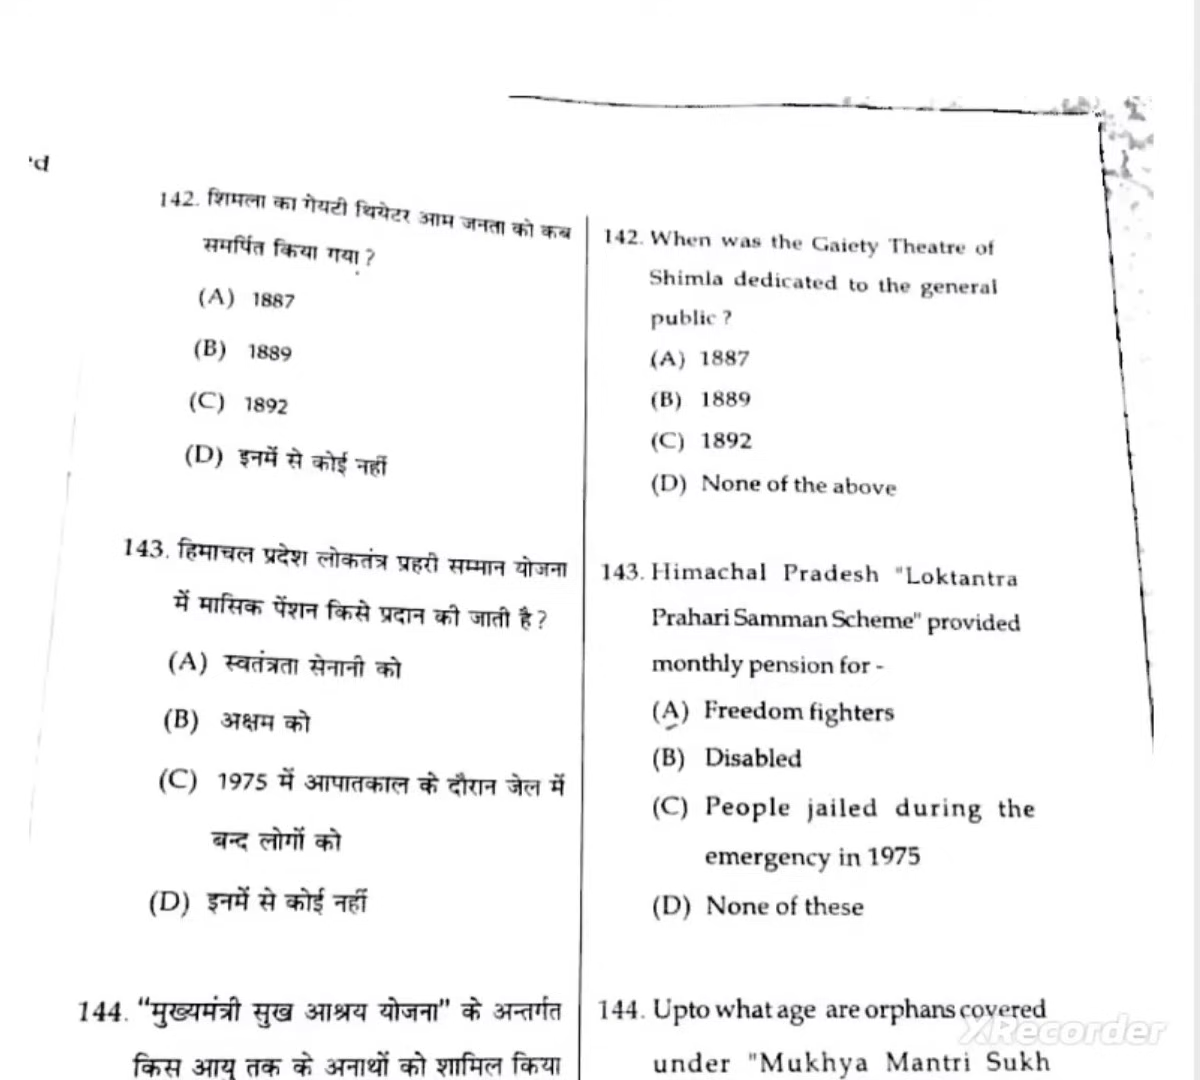 'd
142. शिमला का गेयटी थियेटर आम जनता को कब
समर्पित किया गया ?
(A) 1887
(B) 1889
(C) 1892
(D) इनमें से कोई नहीं
143. हिमाचल प्रदेश लोकतंत्र प्रहरी सम्मान योजना
में मासिक पेंशन किसे प्रदान की जाती है ?
(A) स्वतंत्रता सेनानी को
(B) अक्षम को
(C) 1975 में आपातकाल के दौरान जेल में
बन्द लोगों को
(D) इनमें से कोई नहीं
144. “मुख्यमंत्री सुख आश्रय योजना” के अन्तर्गत
किस आयु तक के अनाथों को शामिल किया
142. When was the Gaiety Theatre of
Shimla dedicated to the general
public ?
(A) 1887
(B) 1889
(C) 1892
(D) None of the above
143. Himachal Pradesh "Loktantra
Prahari Samman Scheme" provided
monthly pension for -
(A) Freedom fighters
(B) Disabled
(C) People jailed during the
emergency in 1975
(D) None of these
144. Upto what age are orphans covered
under "Mukhya Mantri Sukh
XRecorder